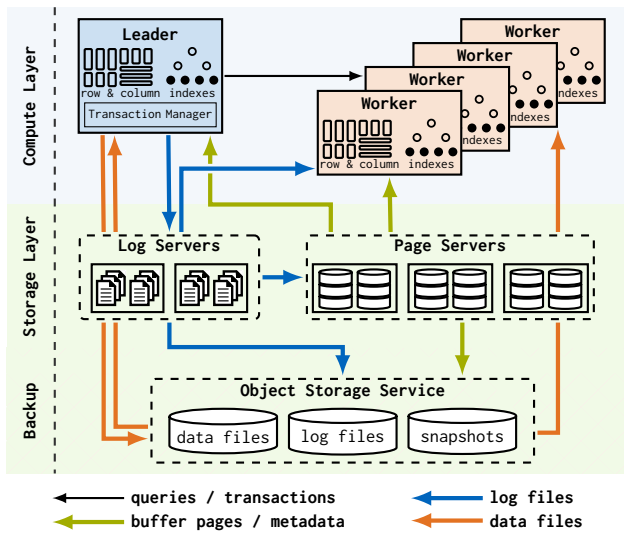 Compute Layer
Storage Layer
Backup
Leader
row & column indexes
Transaction Manager
Worker
indexes
Worker
indexes
Worker
indexes
Worker
row & column indexes
Log Servers
Page Servers
Object Storage Service
data files
log files
snapshots
queries / transactions
log files
buffer pages / metadata
data files